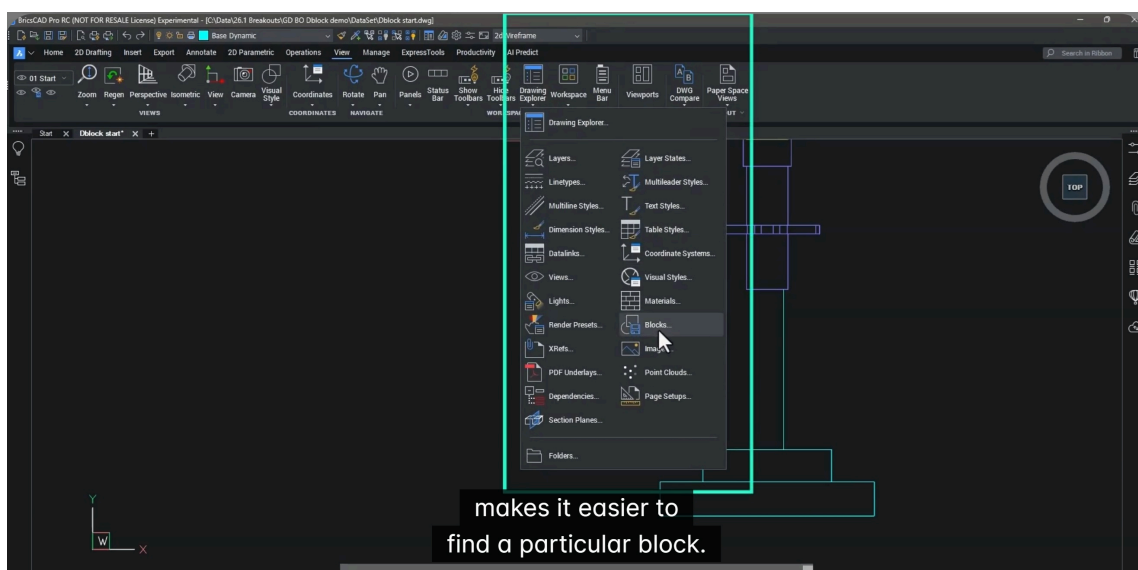 BricsCAD Pro RC (NOT FOR RESALE License) Experimental - [C:\Data\26.1 Breakouts\GD BO Dblock demo\DataSet\Dblock start.dwg]
Base Dynamic
2d Wireframe
Home 2D Drafting Insert Export Annotate 2D Parametric Operations View Manage ExpressTools Productivity AI Predict
Search in Ribbon
01 Start
Zoom Regen Perspective Isometric View Camera Visual Style Coordinates Rotate Pan Panels Status Bar Show Toolbars Hide Toolbars Drawing Explorer Workspace Menu Bar Viewports DWG Compare Paper Space Views
VIEWS COORDINATES NAVIGATE
Start X Dblock start* X +
Drawing Explorer...
Layers... Layer States...
Linetypes... Multileader Styles...
Multiline Styles... Text Styles...
Dimension Styles... Table Styles...
Datalinks... Coordinate Systems...
Views... Visual Styles...
Lights... Materials...
Render Presets... Blocks...
XRefs...
PDF Underlays... Point Clouds...
Dependencies... Page Setups...
Section Planes...
Folders...
TOP
Y
W X
makes it easier to
find a particular block.